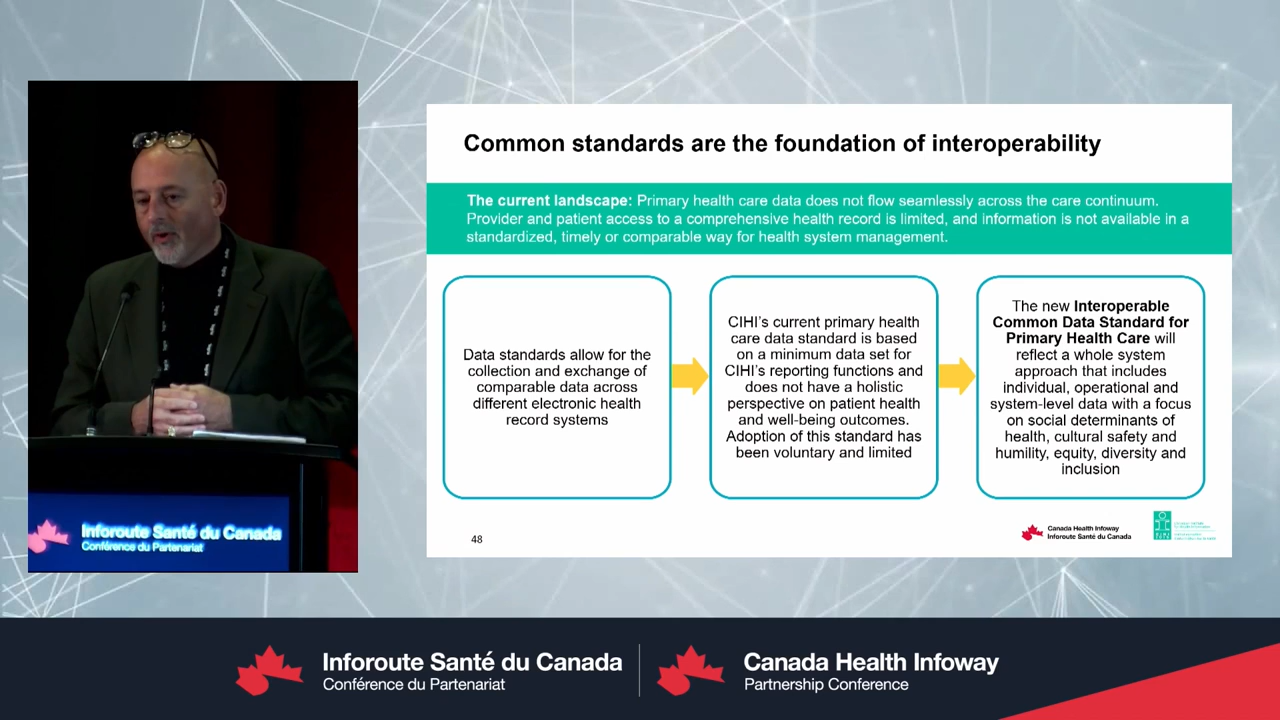 Common standards are the foundation of interoperability
The current landscape: Primary health care data does not flow seamlessly across the care continuum.
Provider and patient access to a comprehensive health record is limited, and information is not available in a
standardized, timely or comparable way for health system management.
Data standards allow for the
collection and exchange of
comparable data across
different electronic health
record systems
CIHI's current primary health
care data standard is based
on a minimum data set for
CIHI's reporting functions and
does not have a holistic
perspective on patient health
and well-being outcomes.
Adoption of this standard has
been voluntary and limited
The new Interoperable
Common Data Standard for
Primary Health Care will
reflect a whole system
approach that includes
individual, operational and
system-level data with a focus
on social determinants of
health, cultural safety and
humility, equity, diversity and
inclusion
48
Canada Health Infoway
Inforoute Santé du Canada
Inforoute Santé du Canada
Conférence du Partenariat
Inforoute Santé du Canada
Conférence du Partenariat
Canada Health Infoway
Partnership Conference